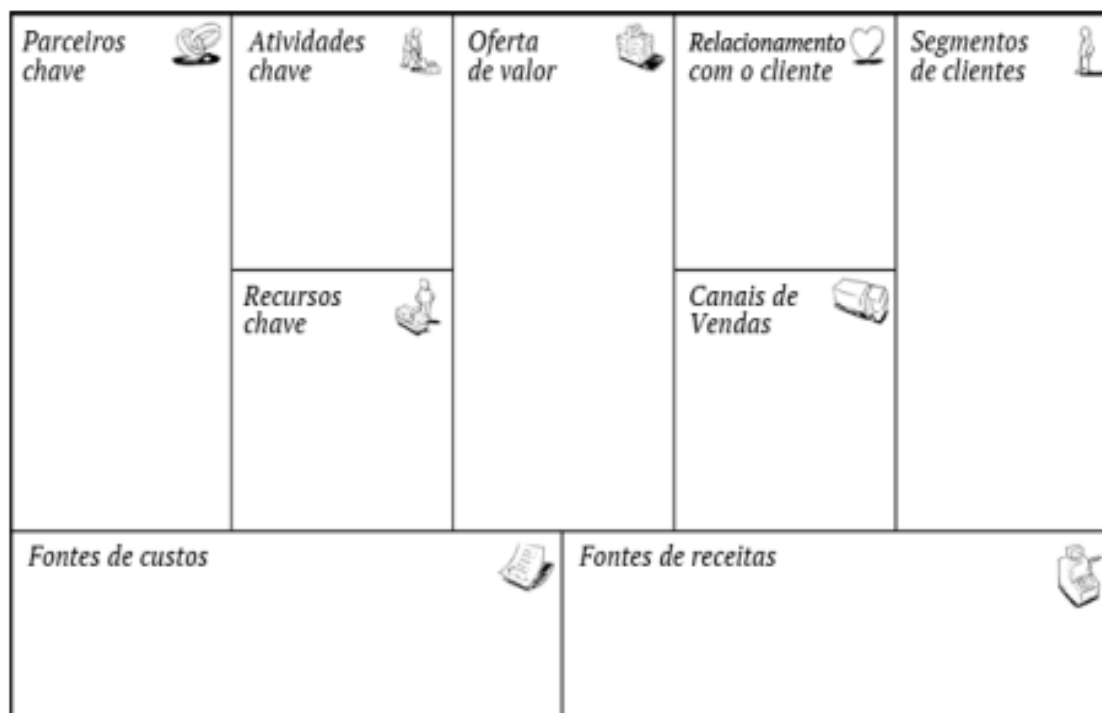 Parceiros
chave
Atividades
chave
Oferta
de valor
Relacionamento
com o cliente
Segmentos
de clientes
Recursos
chave
Canais de
Vendas
Fontes de custos
Fontes de receitas